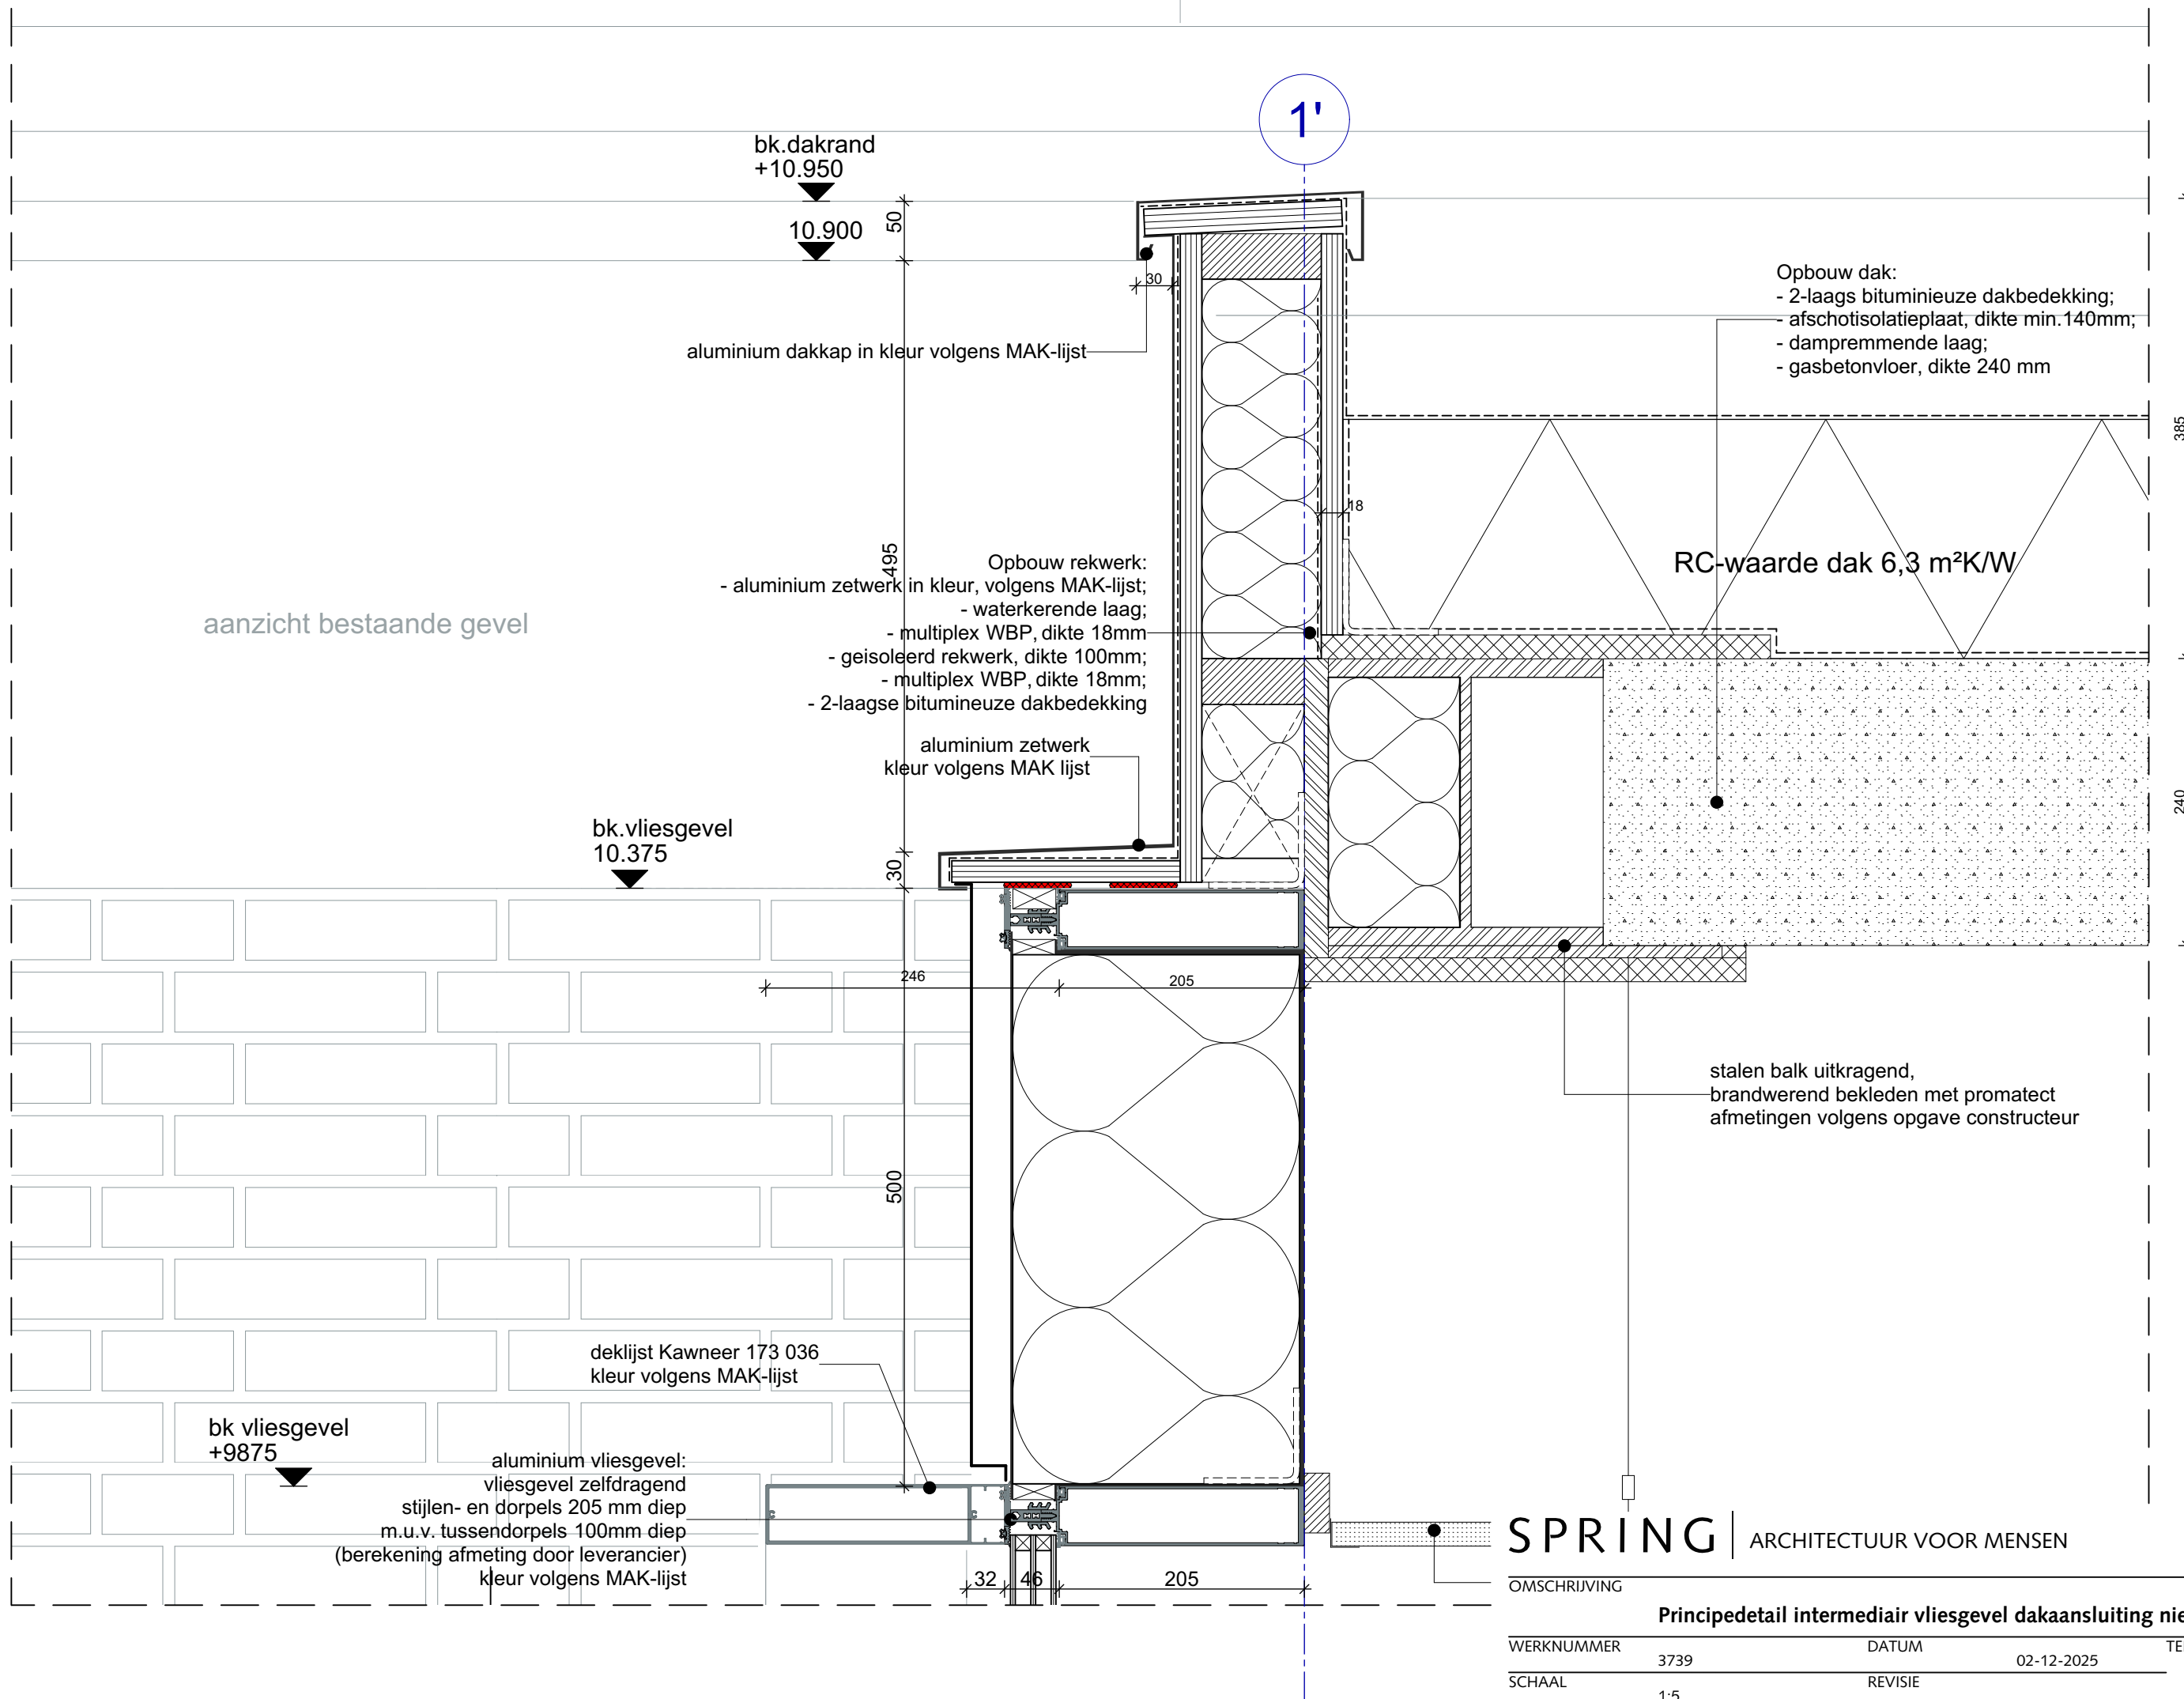 1'
bk.dakrand
+10.950
10.900
50
30
aluminium dakkap in kleur volgens MAK-lijst
Opbouw dak:
- 2-laags bituminieuze dakbedekking;
- afschotisolatieplaat, dikte min.140mm;
- dampremmende laag;
- gasbetonvloer, dikte 240 mm
385
18
495
RC-waarde dak 6,3 m²K/W
Opbouw rekwerk:
- aluminium zetwerk in kleur, volgens MAK-lijst;
- waterkerende laag;
- multiplex WBP, dikte 18mm
- geisoleerd rekwerk, dikte 100mm;
- multiplex WBP, dikte 18mm;
- 2-laagse bitumineuze dakbedekking
aanzicht bestaande gevel
aluminium zetwerk
kleur volgens MAK lijst
240
bk.vliesgevel
10.375
30
246
205
stalen balk uitkragend,
brandwerend bekleden met promatect
afmetingen volgens opgave constructeur
500
deklijst Kawneer 173 036
kleur volgens MAK-lijst
bk vliesgevel
+9875
aluminium vliesgevel:
vliesgevel zelfdragend
stijlen- en dorpels 205 mm diep
m.u.v. tussendorpels 100mm diep
(berekening afmeting door leverancier)
kleur volgens MAK-lijst
32
46
205
SPRING ARCHITECTUUR VOOR MENSEN
OMSCHRIJVING
Principedetail intermediair vliesgevel dakaansluiting nie
WERKNUMMER 3739 DATUM 02-12-2025 TE
SCHAAL 1:5 REVISIE